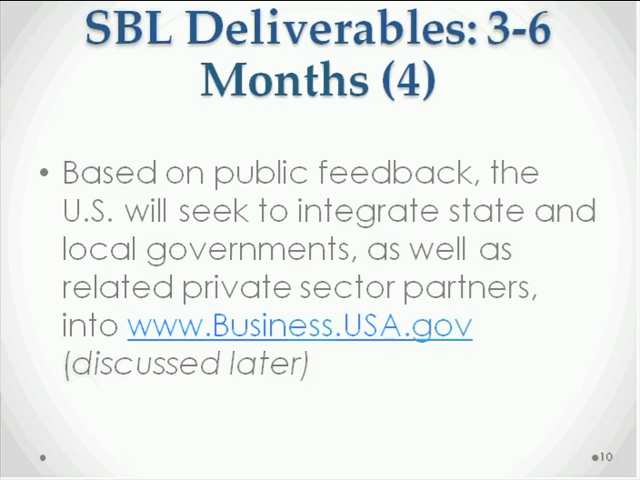 SBL Deliverables: 3-6
Months (4)
• Based on public feedback, the
U.S. will seek to integrate state and
local governments, as well as
related private sector partners,
into www.Business.USA.gov
(discussed later)
10